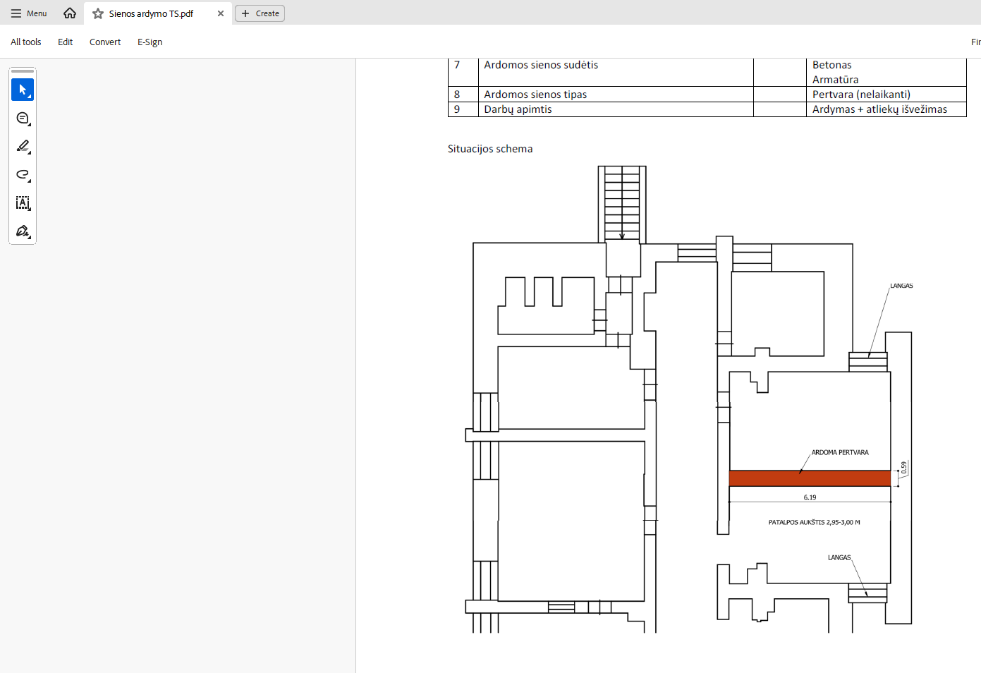 Menu
Sienos ardymo TS.pdf
Create
All tools
Edit
Convert
E-Sign
7 Ardomos sienos sudėtis Betonas
Armatūra
8 Ardomos sienos tipas Pertvara (nelaikanti)
9 Darbų apimtis Ardymas + atliekų išvežimas
Situacijos schema
LANGAS
ARDOMA PERTVARA
0.59
6.19
PATALPOS AUKŠTIS 2,95-3,00 M
LANGAS